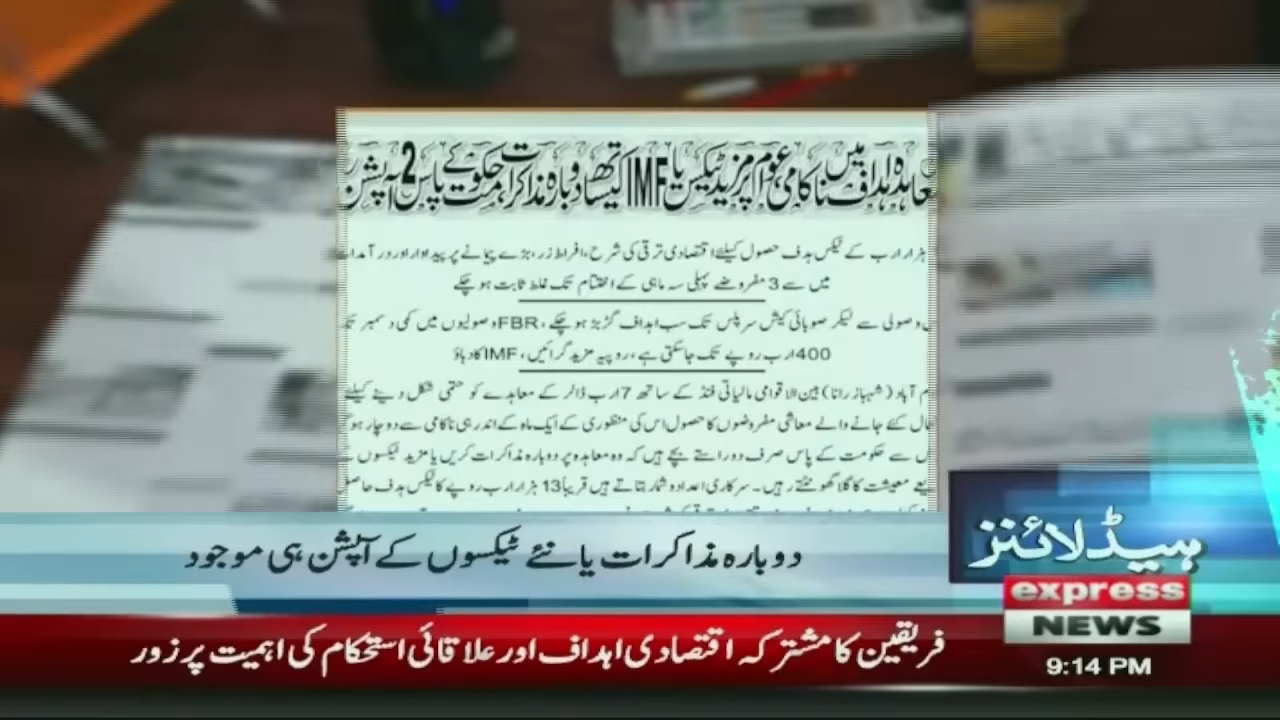 معاہدہ اہداف میں ناکامی عوام پر مزید ٹیکس یا IMF کیساتھ دوبارہ مذاکرات حکومت کے پاس 2 آپشن
ہزار ارب کے ٹیکس ہدف حصول کیلئے اقتصادی ترقی کی شرح، افراط زر، بڑے پیمانے پر پیداوار اور درآمدات
میں سے 3 مفروضے پہلی سہ ماہی کے اختتام تک غلط ثابت ہو چکے
وصولی سے لیکر صوبائی کیش سرپلس تک سب اہداف گڑبڑ ہو چکے، FBR وصولیوں میں کمی دسمبر تک
400 ارب روپے تک جاسکتی ہے، روپیہ مزید گرائیں، IMF کا دباؤ
آباد (شہباز رانا) بین الاقوامی مالیاتی فنڈ کے ساتھ 7 ارب ڈالر کے معاہدے کو حتمی شکل دینے کیلئے
کئے جانے والے معاشی مفروضوں کا حصول اس کی منظوری کے ایک ماہ کے اندر ہی ناکامی سے دوچار ہو
سے حکومت کے پاس صرف دو راستے بچے ہیں کہ وہ معاہدہ پر دوبارہ مذاکرات کریں یا مزید ٹیکسوں کے
معیشت کا گلا گھونٹتے رہیں۔ سرکاری اعداد و شمار بتاتے ہیں قریباً 13 ہزار ارب روپے کا ٹیکس ہدف حاصل
ہیڈلائنز
دوبارہ مذاکرات یا نئے ٹیکسوں کے آپشن ہی موجود
express
NEWS
فریقین کا مشترکہ اقتصادی اہداف اور علاقائی استحکام کی اہمیت پر زور
9:14 PM